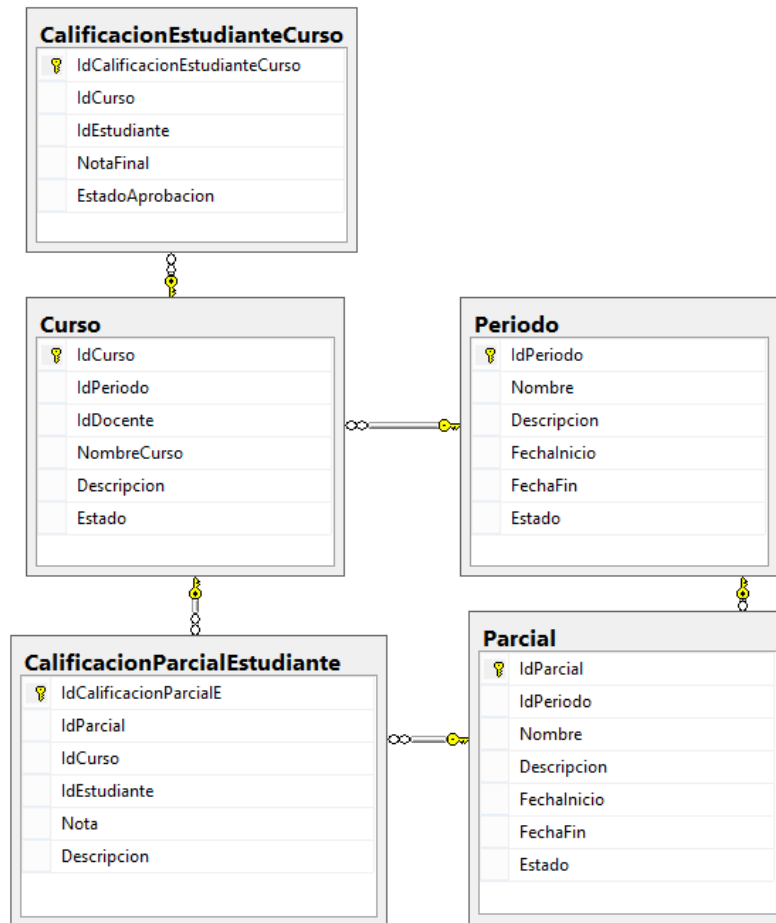 CalificacionEstudianteCurso
IdCalificacionEstudianteCurso
IdCurso
IdEstudiante
NotaFinal
EstadoAprobacion
Curso
IdCurso
IdPeriodo
IdDocente
NombreCurso
Descripcion
Estado
Periodo
IdPeriodo
Nombre
Descripcion
FechaInicio
FechaFin
Estado
CalificacionParcialEstudiante
IdCalificacionParcialE
IdParcial
IdCurso
IdEstudiante
Nota
Descripcion
Parcial
IdParcial
IdPeriodo
Nombre
Descripcion
FechaInicio
FechaFin
Estado